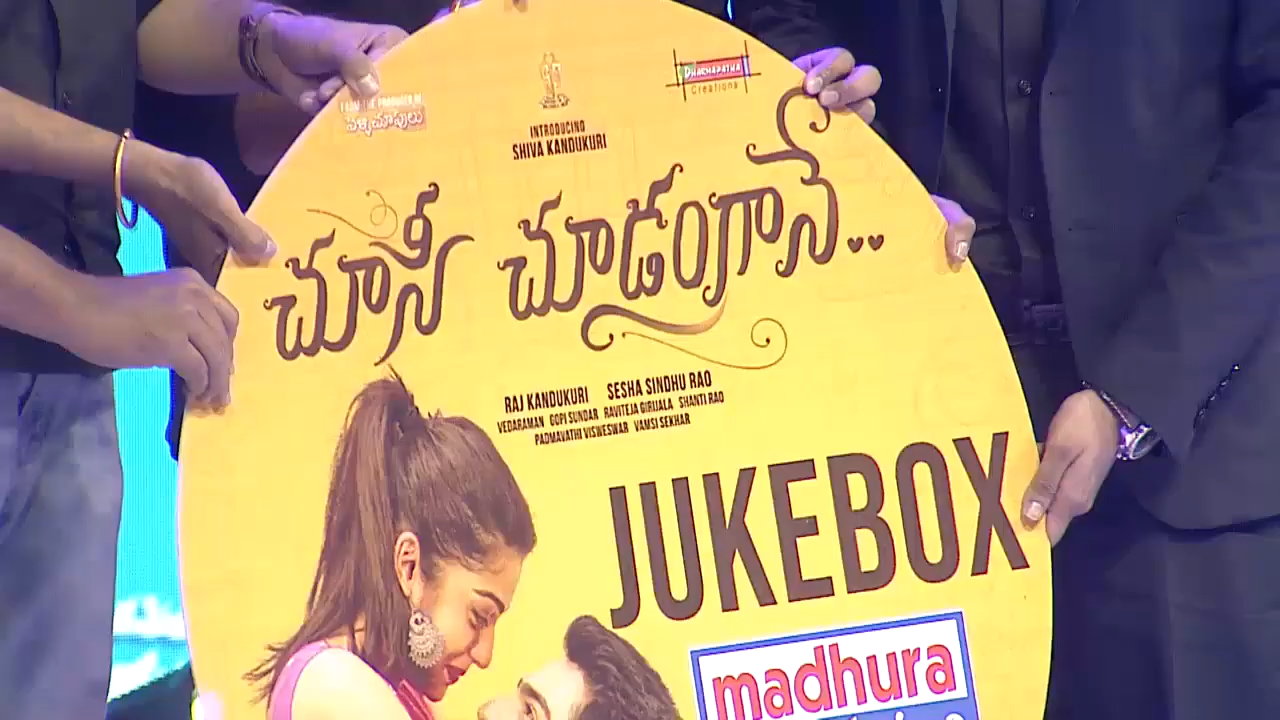 FROM THE PRODUCER OF
పెళ్ళిచూపులు
DHARMAPATHA
Creations
INTRODUCING
SHIVA KANDUKURI
చూసీ చూడంగానే..
RAJ KANDUKURI SESHA SINDHU RAO
VEDARAMAN GOPI SUNDAR RAVITEJA GIRIJALA SHANTI RAO
PADMAVATHI VISWESWAR VAMSI SEKHAR
JUKEBOX
madhura